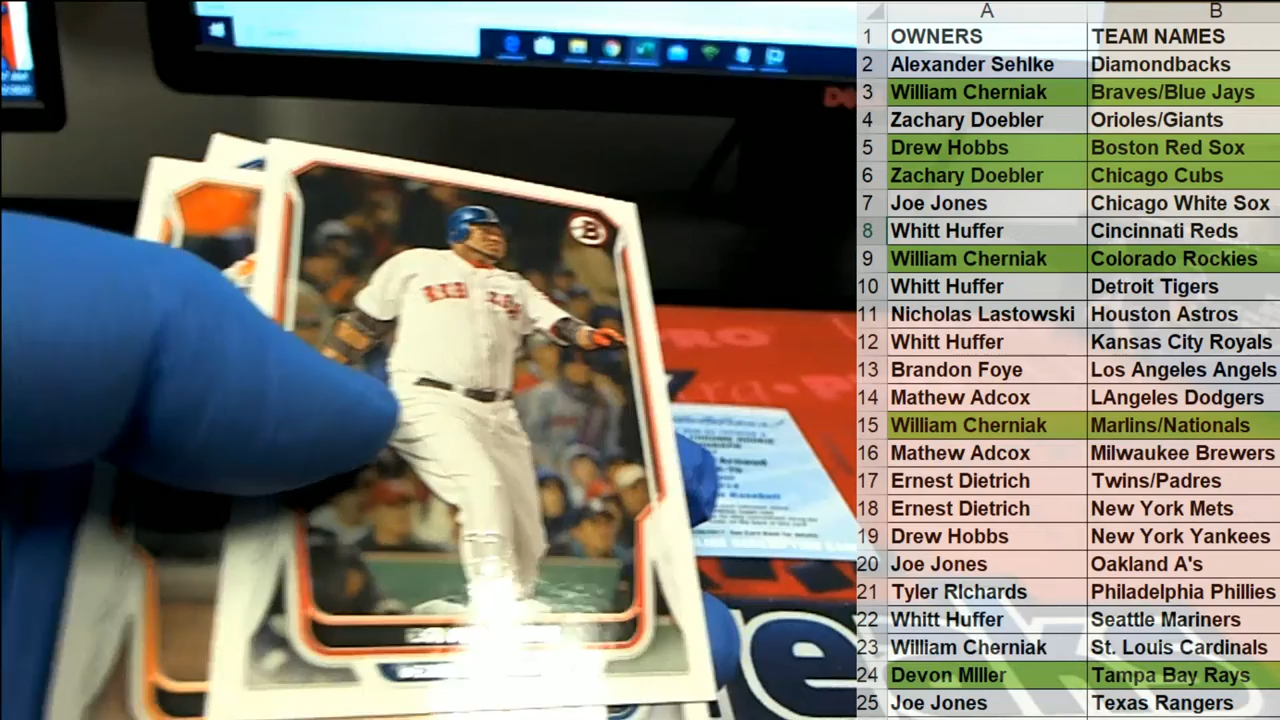 A B
1 OWNERS TEAM NAMES
2 Alexander Sehlke Diamondbacks
3 William Cherniak Braves/Blue Jays
4 Zachary Doebler Orioles/Giants
5 Drew Hobbs Boston Red Sox
6 Zachary Doebler Chicago Cubs
7 Joe Jones Chicago White Sox
8 Whitt Huffer Cincinnati Reds
9 William Cherniak Colorado Rockies
10 Whitt Huffer Detroit Tigers
11 Nicholas Lastowski Houston Astros
12 Whitt Huffer Kansas City Royals
13 Brandon Foye Los Angeles Angels
14 Mathew Adcox LAngeles Dodgers
15 William Cherniak Marlins/Nationals
16 Mathew Adcox Milwaukee Brewers
17 Ernest Dietrich Twins/Padres
18 Ernest Dietrich New York Mets
19 Drew Hobbs New York Yankees
20 Joe Jones Oakland A's
21 Tyler RIchards Philadelphia Phillies
22 Whitt Huffer Seattle Mariners
23 William Cherniak St. Louis Cardinals
24 Devon MIller Tampa Bay Rays
25 Joe Jones Texas Rangers
B
RED SOX
PRO